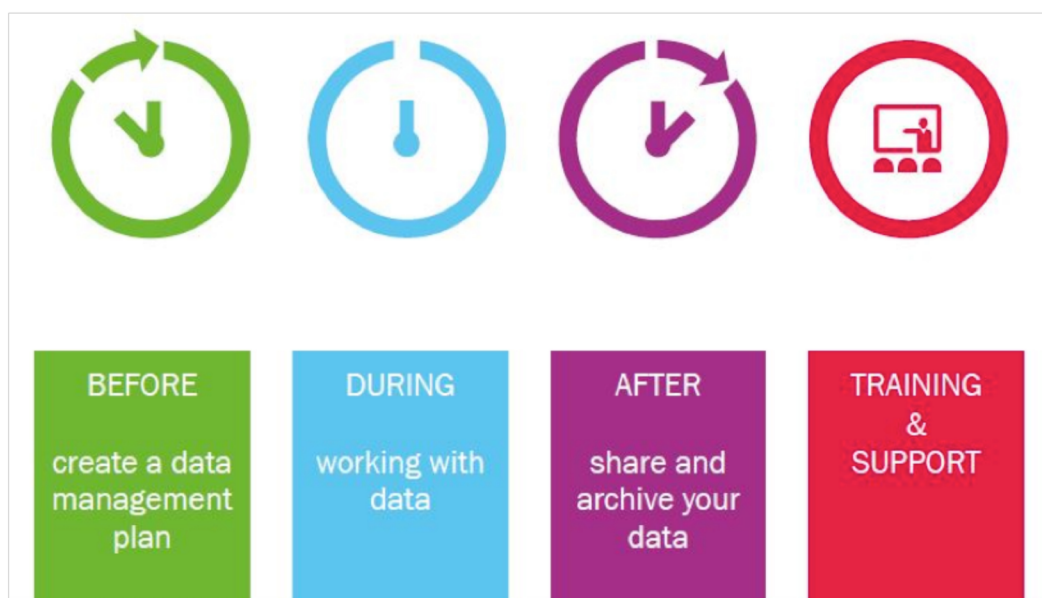 BEFORE
create a data
management
plan
DURING
working with
data
AFTER
share and
archive your
data
TRAINING
&
SUPPORT